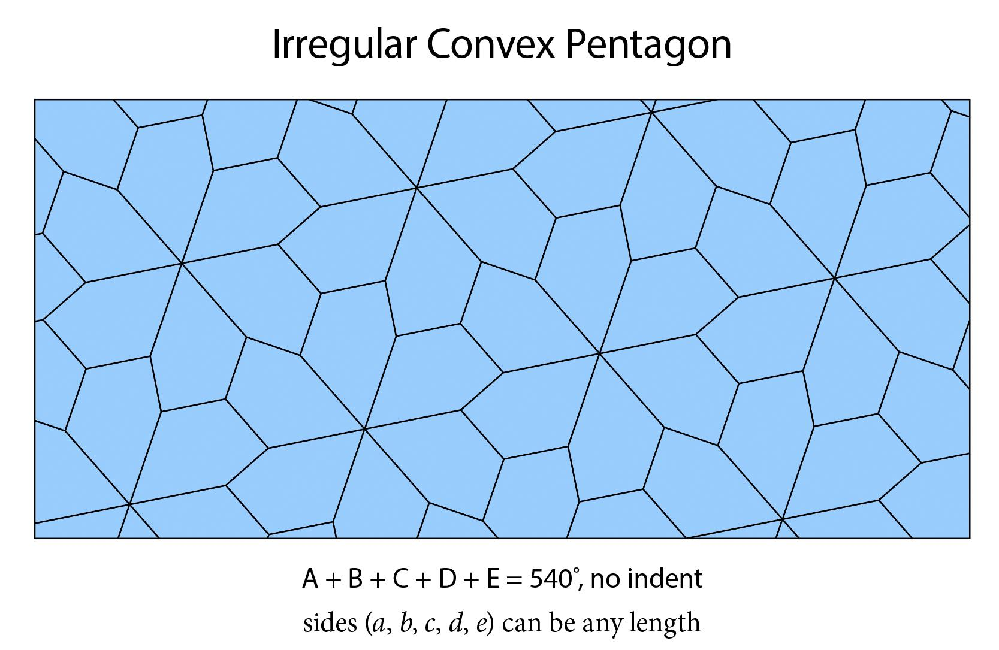 Irregular Convex Pentagon
A + B + C + D + E = 540°, no indent
sides (a, b, c, d, e) can be any length